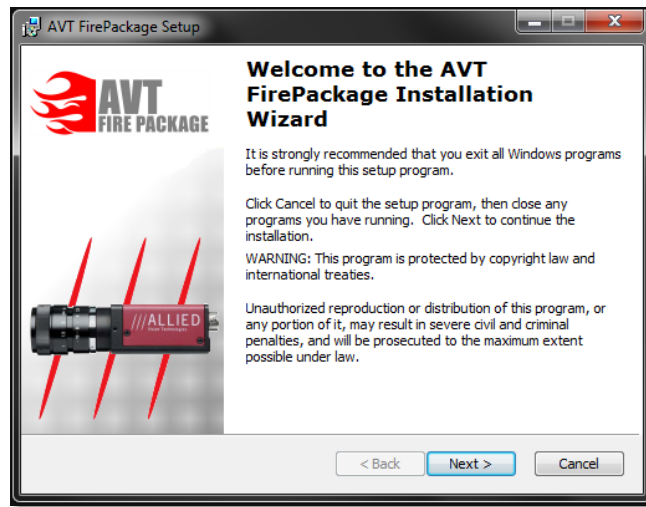 AVT FirePackage Setup
AVT
FIRE PACKAGE
Welcome to the AVT
FirePackage Installation
Wizard
It is strongly recommended that you exit all Windows programs
before running this setup program.
Click Cancel to quit the setup program, then close any
programs you have running. Click Next to continue the
installation.
WARNING: This program is protected by copyright law and
international treaties.
Unauthorized reproduction or distribution of this program, or
any portion of it, may result in severe civil and criminal
penalties, and will be prosecuted to the maximum extent
possible under law.
///ALLIED
Vision Technologies
< Back
Next >
Cancel